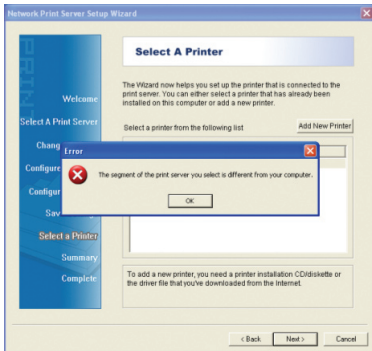 Network Print Server Setup Wizard
PRINT
Select A Printer
The Wizard now helps you set up the printer that is connected to the
print server. You can either select a printer that has already been
installed on this computer or add a new printer.
Welcome
Select A Print Server
Select a printer from the following list
Add New Printer
Chang
Error
Configure
The segment of the print server you select is different from your computer.
Configur
OK
Sav
Select a Printer
Summary
To add a new printer, you need a printer installation CD/diskette or
the driver file that you've downloaded from the Internet.
Complete
< Back
Next >
Cancel